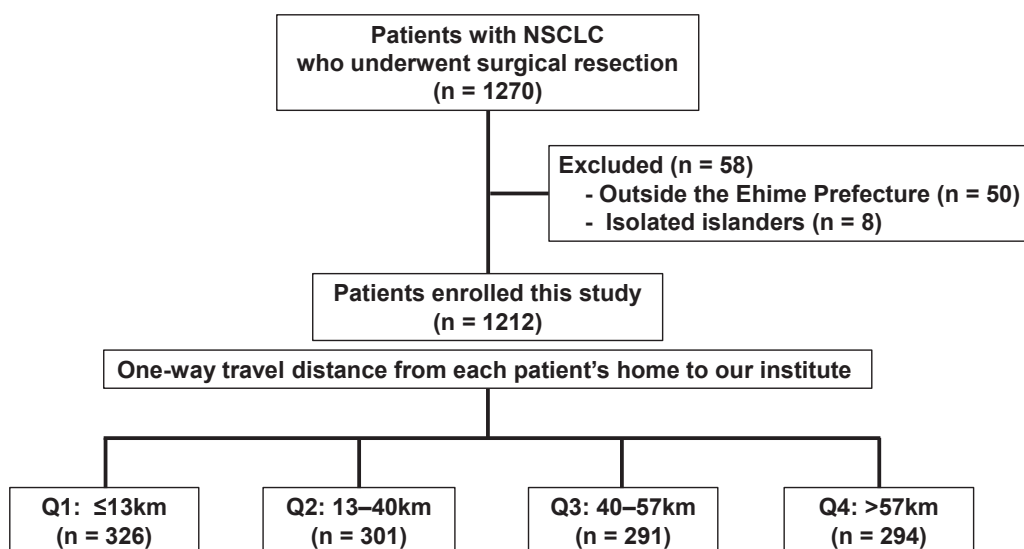 Patients with NSCLC
who underwent surgical resection
(n = 1270)
Excluded (n = 58)
- Outside the Ehime Prefecture (n = 50)
- Isolated islanders (n = 8)
Patients enrolled this study
(n = 1212)
One-way travel distance from each patient’s home to our institute
Q1: ≤13km
(n = 326)
Q2: 13–40km
(n = 301)
Q3: 40–57km
(n = 291)
Q4: >57km
(n = 294)